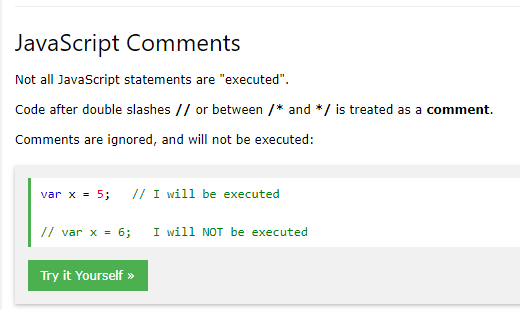 JavaScript Comments
Not all JavaScript statements are "executed".
Code after double slashes // or between /* and */ is treated as a comment.
Comments are ignored, and will not be executed:
var x = 5;   // I will be executed
// var x = 6;   I will NOT be executed
Try it Yourself »